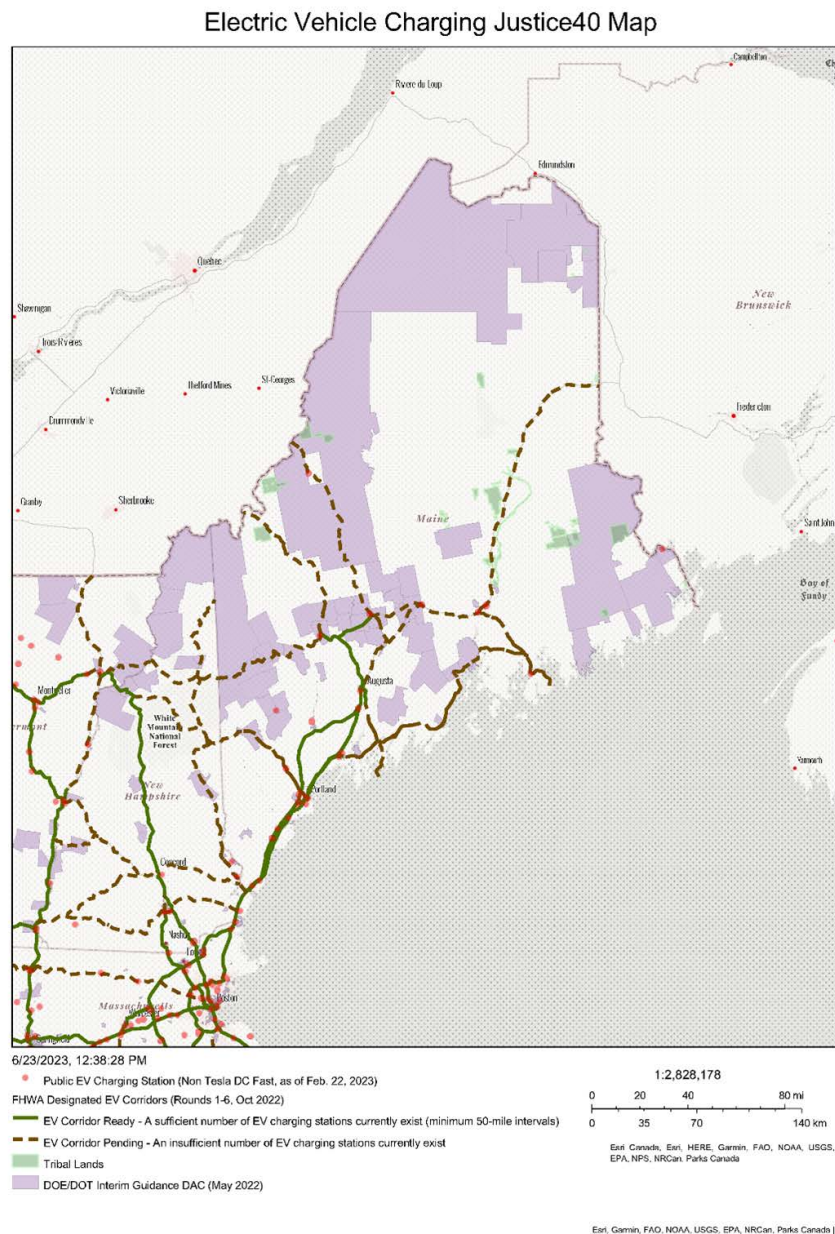 Electric Vehicle Charging Justice40 Map
Campbellton
Rivere du Loup
Edmundston
Quebec
New
Brunswick
Shawinigan
Trois-Rivieres
Victoriaville
Thetford Mines
St-Georges
Drummondville
Fredericton
Granby
Sherbrooke
Maine
Saint John
Bay of
Fundy
Montpelier
Augusta
White
Mountain
National
Forest
New
Hampshire
Portland
Yarmouth
Concord
Nashua
Boston
Massachusetts
Worcester
Springfield
6/23/2023, 12:38:28 PM
Public EV Charging Station (Non Tesla DC Fast, as of Feb. 22, 2023)
FHWA Designated EV Corridors (Rounds 1-6, Oct 2022)
EV Corridor Ready - A sufficient number of EV charging stations currently exist (minimum 50-mile intervals)
EV Corridor Pending - An insufficient number of EV charging stations currently exist
Tribal Lands
DOE/DOT Interim Guidance DAC (May 2022)
1:2,828,178
0 20 40 80 mi
0 35 70 140 km
Esri Canada, Esri, HERE, Garmin, FAO, NOAA, USGS,
EPA, NPS, NRCan, Parks Canada
Esri, Garmin, FAO, NOAA, USGS, EPA, NRCan, Parks Canada |